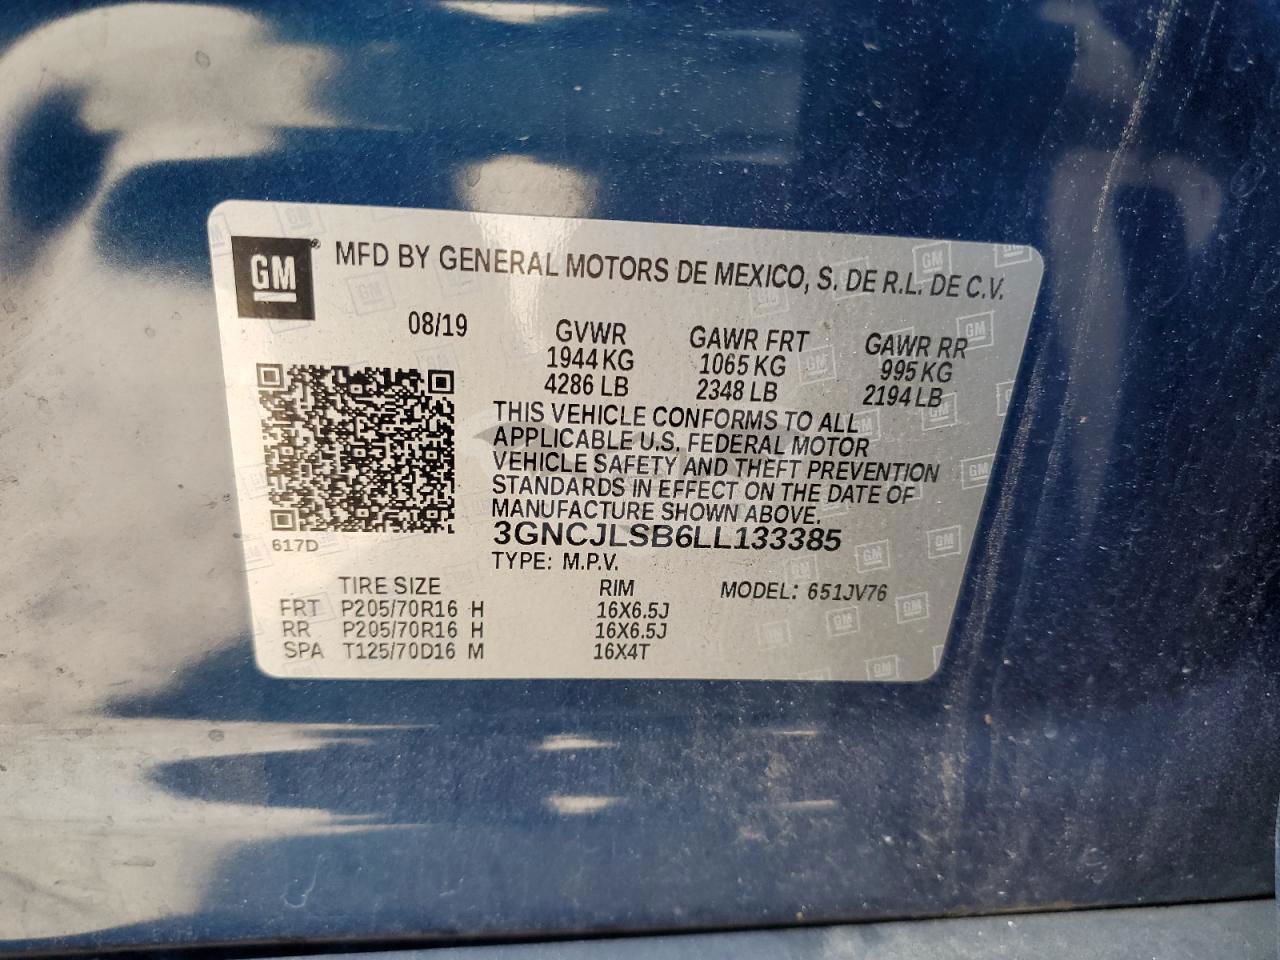 GM® MFD BY GENERAL MOTORS DE MEXICO, S. DE R.L. DE C.V.
08/19 GVWR GAWR FRT GAWR RR
1944 KG 1065 KG 995 KG
4286 LB 2348 LB 2194 LB
THIS VEHICLE CONFORMS TO ALL
APPLICABLE U.S. FEDERAL MOTOR
VEHICLE SAFETY AND THEFT PREVENTION
STANDARDS IN EFFECT ON THE DATE OF
MANUFACTURE SHOWN ABOVE.
3GNCJLSB6LL133385
617D
TYPE: M.P.V.
TIRE SIZE RIM MODEL: 651JV76
FRT P205/70R16 H 16X6.5J
RR P205/70R16 H 16X6.5J
SPA T125/70D16 M 16X4T